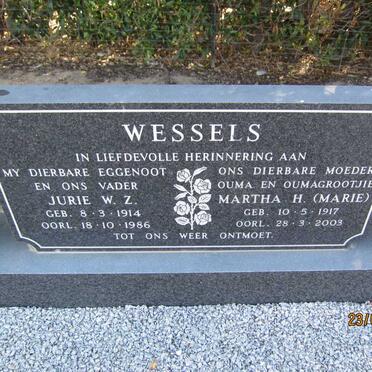 WESSELS
IN LIEFDEVOLLE HERINNERING AAN
MY DIERBARE EGGENOOT
EN ONS VADER
JURIE W. Z.
GEB. 8·3·1914
OORL. 18·10·1986
ONS DIERBARE MOEDER
OUMA EN OUMAGROOTJIE
MARTHA H. (MARIE)
GEB. 10·5·1917
OORL. 28·3·2003
TOT ONS WEER ONTMOET.
23/